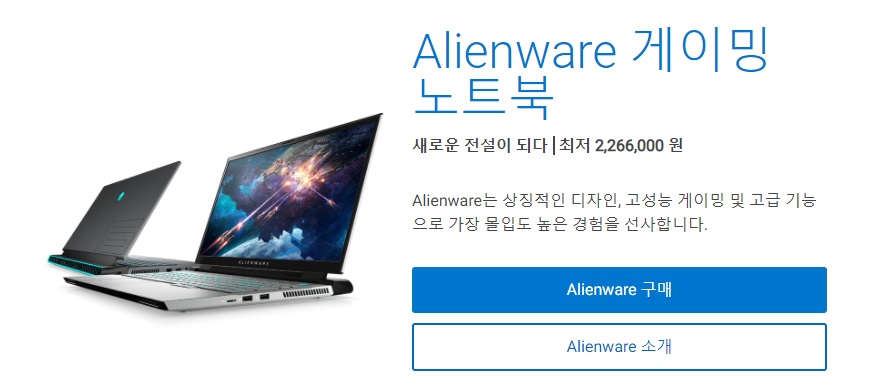 Alienware 게이밍
노트북
새로운 전설이 되다 | 최저 2,266,000 원
Alienware는 상징적인 디자인, 고성능 게이밍 및 고급 기능
으로 가장 몰입도 높은 경험을 선사합니다.
ALIENWARE
Alienware 구매
Alienware 소개